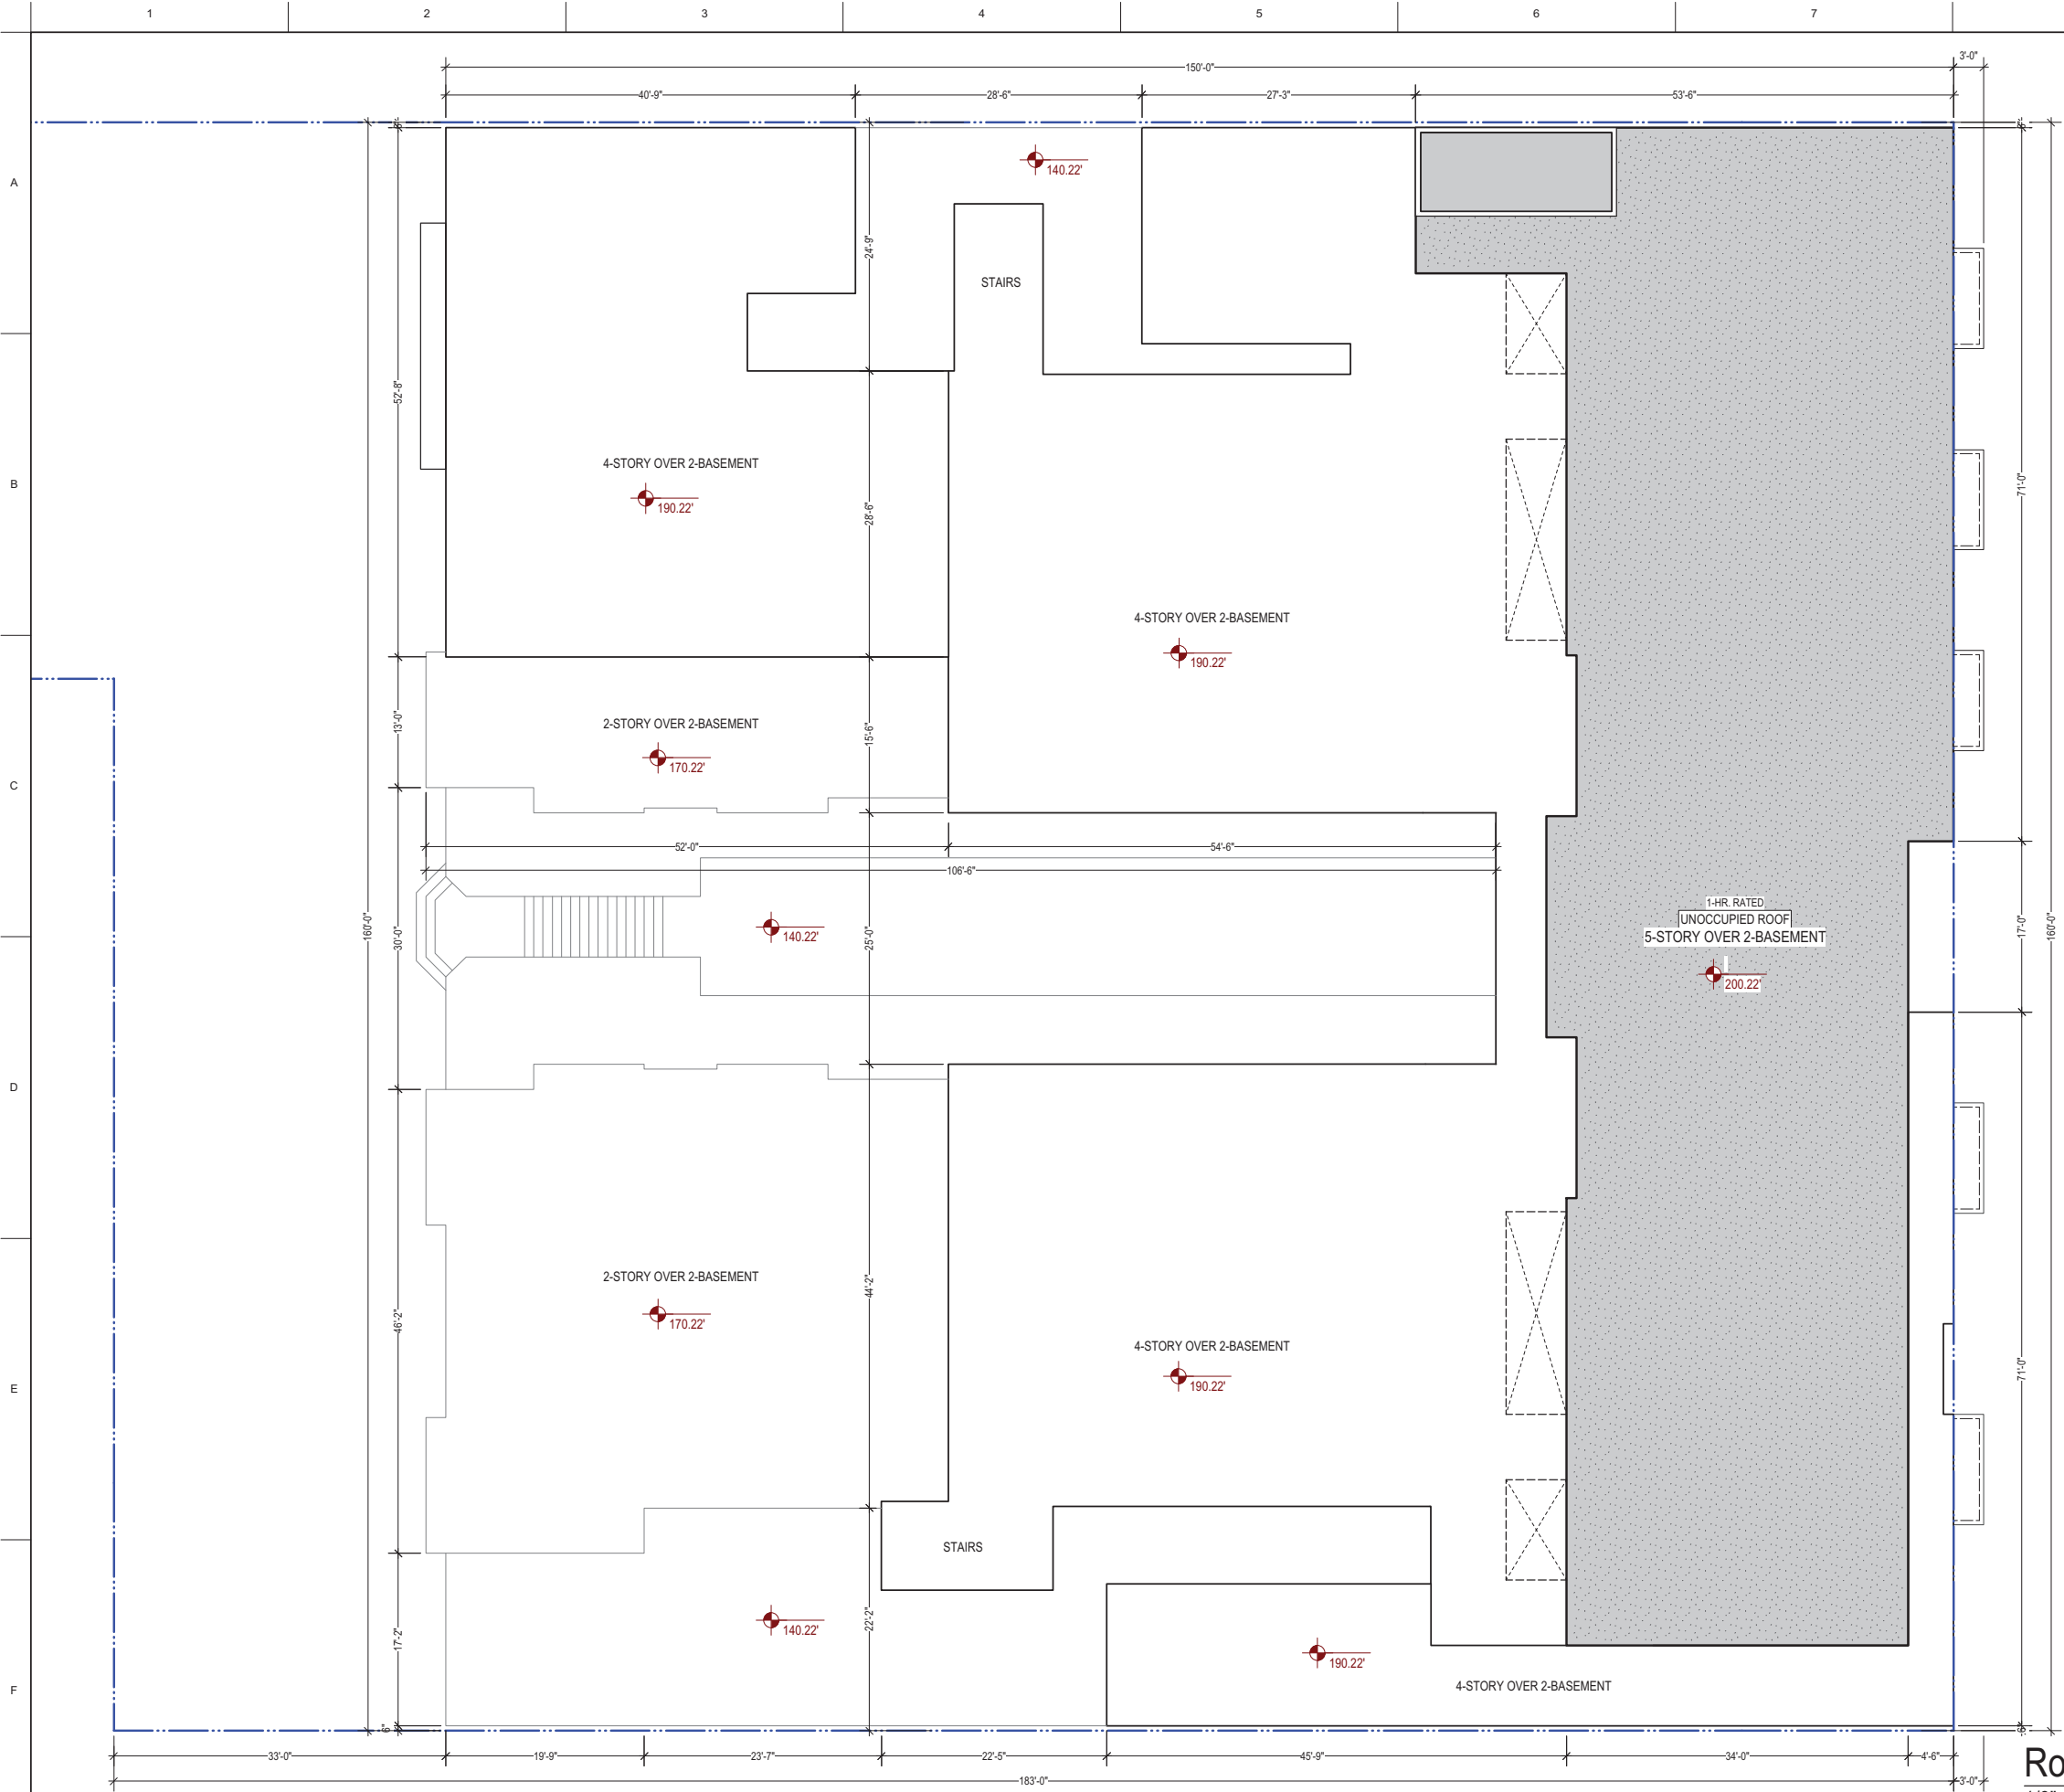 1 2 3 4 5 6 7
3'-0"
150'-0"
40'-9" 28'-6" 27'-3" 53'-6"
A
140.22'
24'-9"
STAIRS
52'-8"
4-STORY OVER 2-BASEMENT
B
71'-0"
190.22'
28'-6"
4-STORY OVER 2-BASEMENT
190.22'
13'-0"
2-STORY OVER 2-BASEMENT
15'-6"
170.22'
C
52'-0" 54'-6"
106'-6"
1-HR. RATED
UNOCCUPIED ROOF
5-STORY OVER 2-BASEMENT
160'-0" 30'-0" 140.22' 25'-0" 17'-0" 160'-0"
200.22'
D
2-STORY OVER 2-BASEMENT
44'-2"
46'-2"
170.22'
4-STORY OVER 2-BASEMENT
71'-0"
190.22'
E
STAIRS
17'-2"
140.22'
22'-2"
190.22'
4-STORY OVER 2-BASEMENT
F
6" 6"
33'-0" 19'-9" 23'-7" 22'-5" 45'-9" 34'-0" 4'-6"
Ro
183'-0" 3'-0"